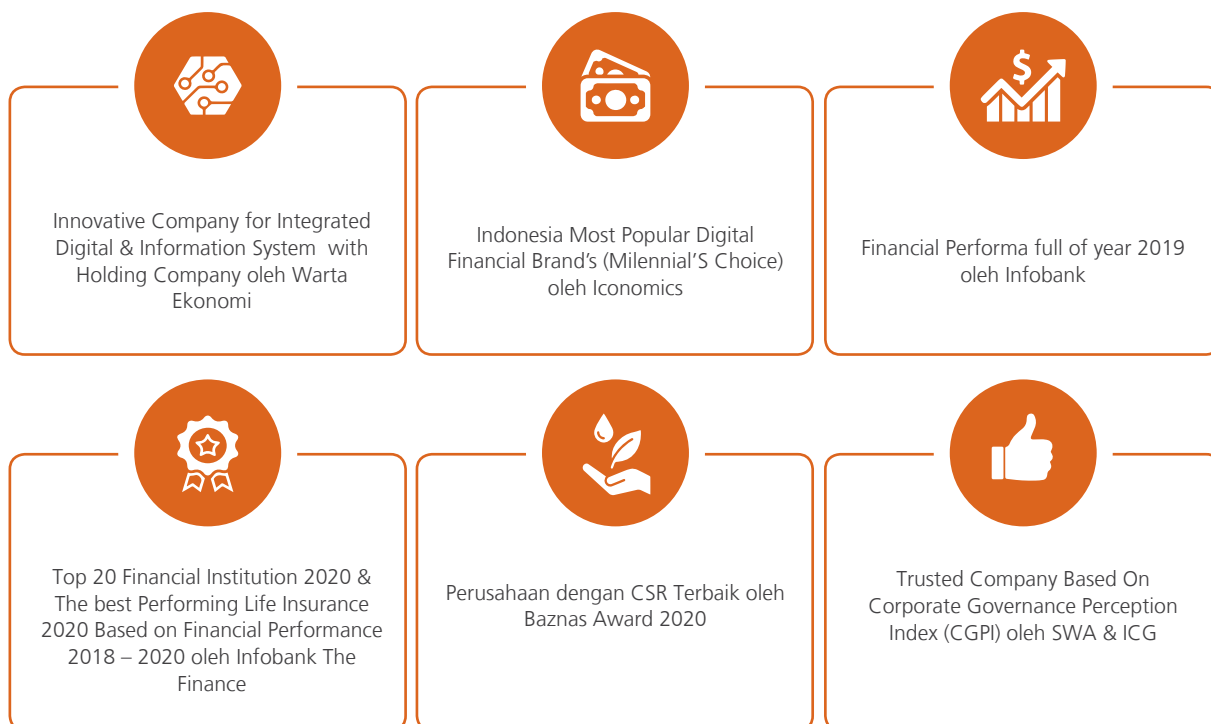 Innovative Company for Integrated
Digital & Information System  with
Holding Company oleh Warta
Ekonomi
Indonesia Most Popular Digital
Financial Brand’s (Milennial’S Choice)
oleh Iconomics
$
Financial Performa full of year 2019
oleh Infobank
Top 20 Financial Institution 2020 &
The best Performing Life Insurance
2020 Based on Financial Performance
2018 – 2020 oleh Infobank The
Finance
Perusahaan dengan CSR Terbaik oleh
Baznas Award 2020
Trusted Company Based On
Corporate Governance Perception
Index (CGPI) oleh SWA & ICG